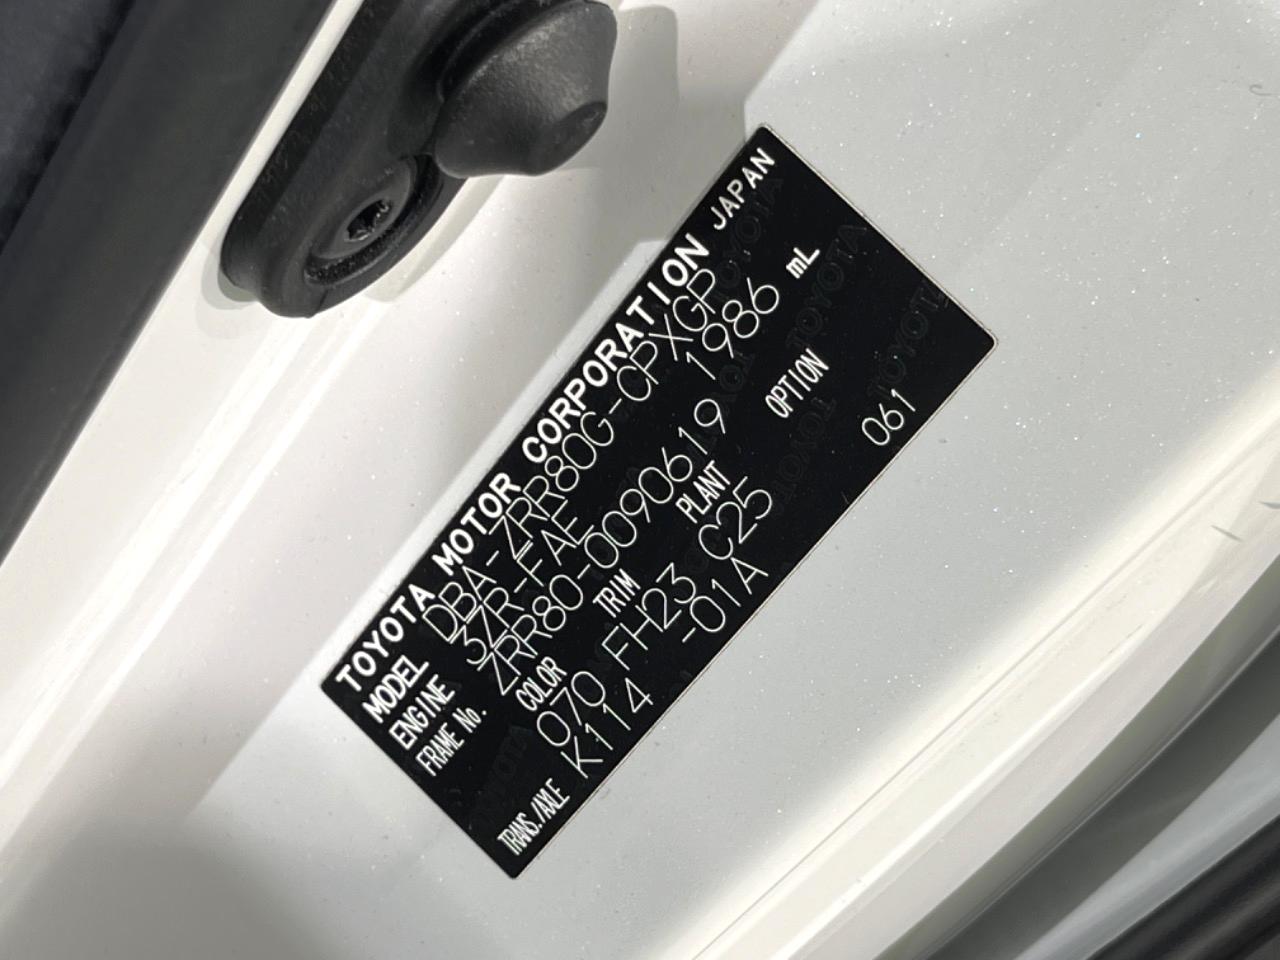 TOYOTA MOTOR CORPORATION JAPAN
MODEL DBA-ZRR80G-CPXGP
ENGINE 3ZR-FAE 1986 mL
FRAME No. ZRR80-0090619
COLOR TRIM PLANT OPTION
070 FH23 C25 061
TRANS./AXLE K114 -01A